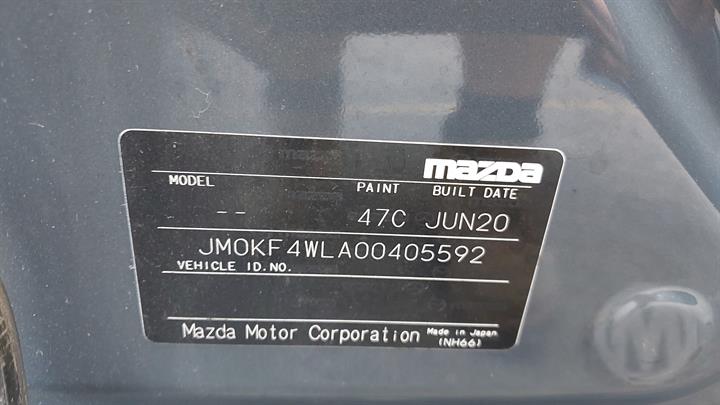 mazda
MODEL PAINT BUILT DATE
-- 47C JUN20
JM0KF4WLA00405592
VEHICLE ID.NO.
Mazda Motor Corporation Made in Japan
(NH66)
M